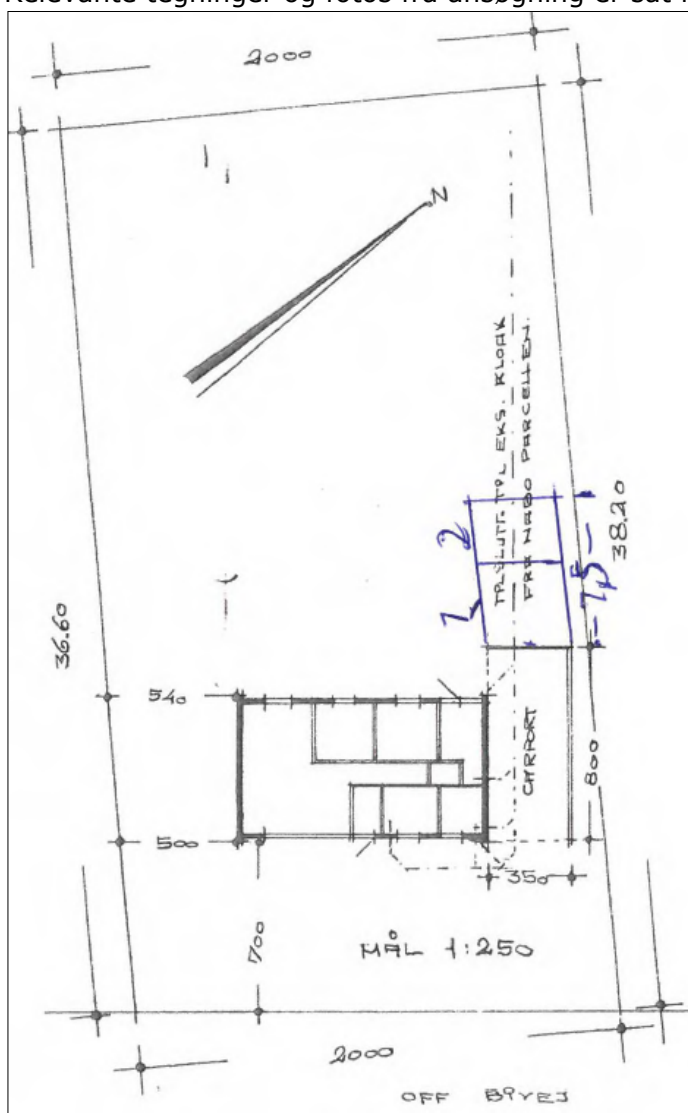 Relevante tegninger og fotos fra ansøgning er sat i
2000
N
TILSLUTT. TIL EKS. KLOAK
FRA NABO PARCELLEN.
2
1
7,5
38.20
36.60
540
CARPORT
800
500
350
700
MÅL 1:250
2000
OFF BIVEJ